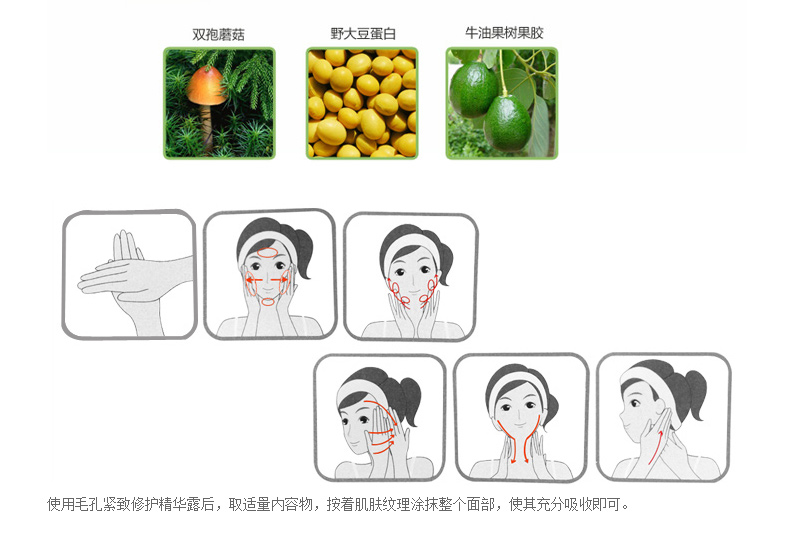 双孢蘑菇
野大豆蛋白
牛油果树果胶
使用毛孔紧致修护精华露后，取适量内容物，按着肌肤纹理涂抹整个面部，使其充分吸收即可。